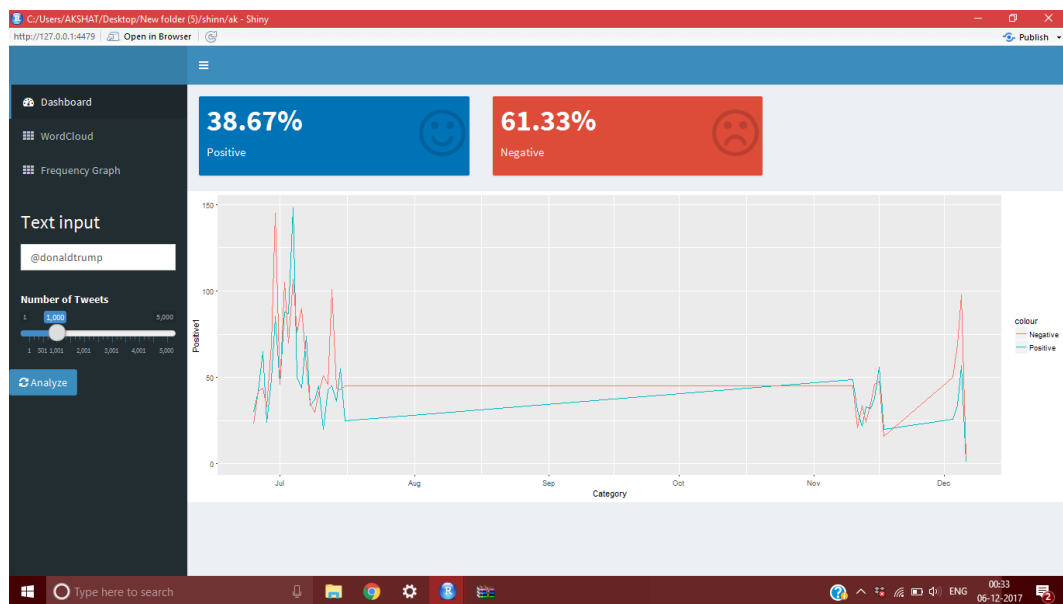 C:/Users/AKSHAT/Desktop/New folder (5)/shinn/ak - Shiny
http://127.0.0.1:4479 Open in Browser Publish
Dashboard
WordCloud
Frequency Graph
Text input
@donaldtrump
Number of Tweets
1 1,000 5,000
1 501 1,001 2,001 3,001 4,001 5,000
Analyze
38.67%
Positive
61.33%
Negative
150
100
50
0
Positive1
Jul Aug Sep Oct Nov Dec
Category
colour
Negative
Positive
Type here to search
ENG
00:33
06-12-2017
2